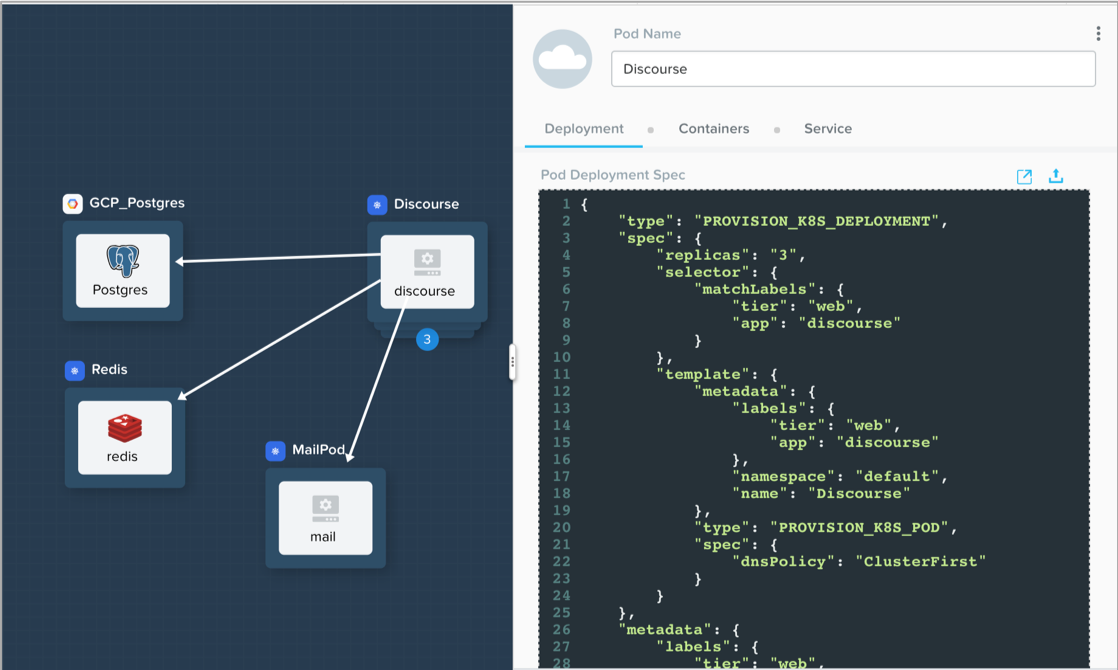 GCP_Postgres
Postgres
Discourse
discourse
3
Redis
redis
MailPod
mail
Pod Name
Discourse
Deployment
Containers
Service
Pod Deployment Spec
1 {
2 "type": "PROVISION_K8S_DEPLOYMENT",
3 "spec": {
4 "replicas": "3",
5 "selector": {
6 "matchLabels": {
7 "tier": "web",
8 "app": "discourse"
9 }
10 },
11 "template": {
12 "metadata": {
13 "labels": {
14 "tier": "web",
15 "app": "discourse"
16 },
17 "namespace": "default",
18 "name": "Discourse"
19 },
20 "type": "PROVISION_K8S_POD",
21 "spec": {
22 "dnsPolicy": "ClusterFirst"
23 }
24 }
25 },
26 "metadata": {
27 "labels": {
28 "tier": "web",